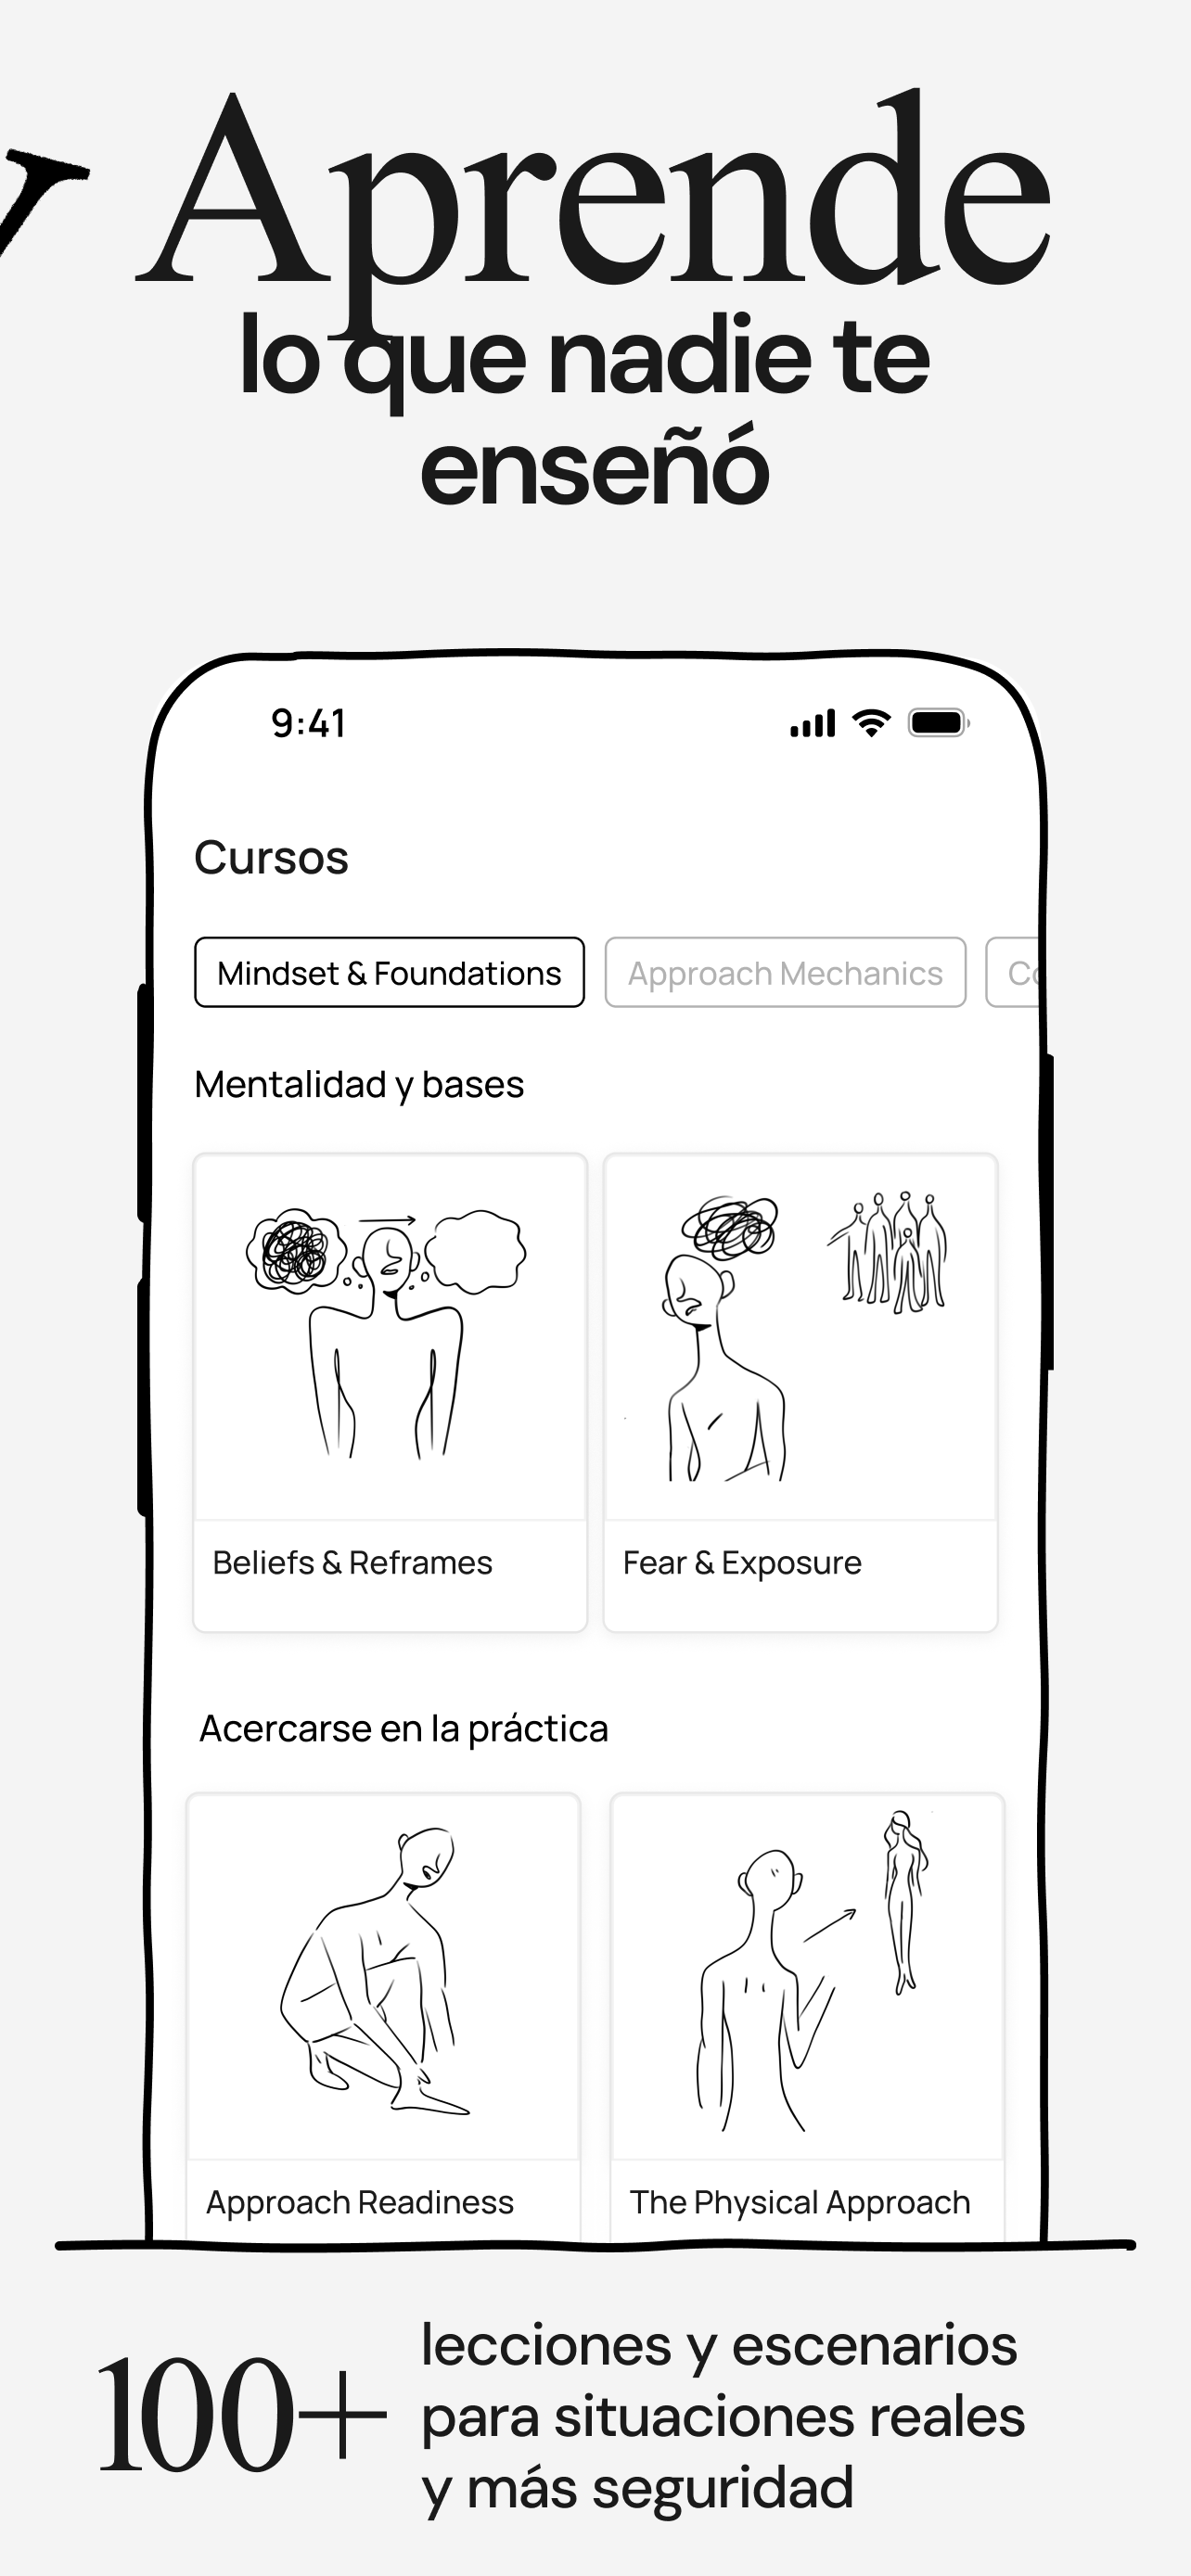 y Aprende
lo que nadie te
enseñó
9:41
Cursos
Mindset & Foundations
Approach Mechanics
Mentalidad y bases
Beliefs & Reframes
Fear & Exposure
Acercarse en la práctica
Approach Readiness
The Physical Approach
100+
lecciones y escenarios
para situaciones reales
y más seguridad